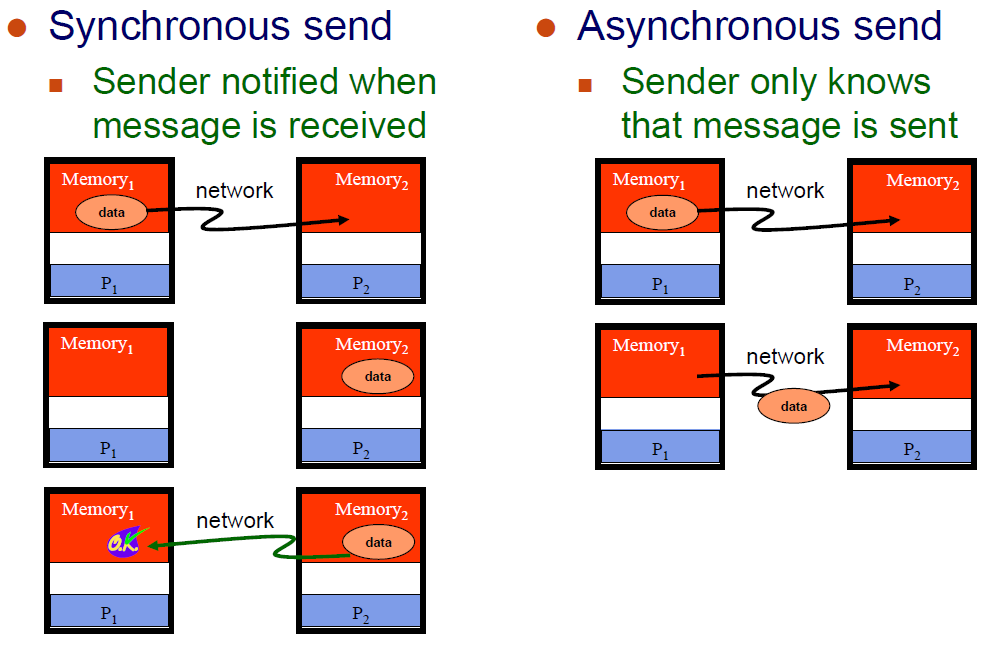 Synchronous send
Sender notified when
message is received
Memory₁
data
network
Memory₂
P₁
P₂
Memory₁
Memory₂
data
P₁
P₂
Memory₁
O.K.
network
Memory₂
data
P₁
P₂
Asynchronous send
Sender only knows
that message is sent
Memory₁
data
network
Memory₂
P₁
P₂
Memory₁
network
data
Memory₂
P₁
P₂